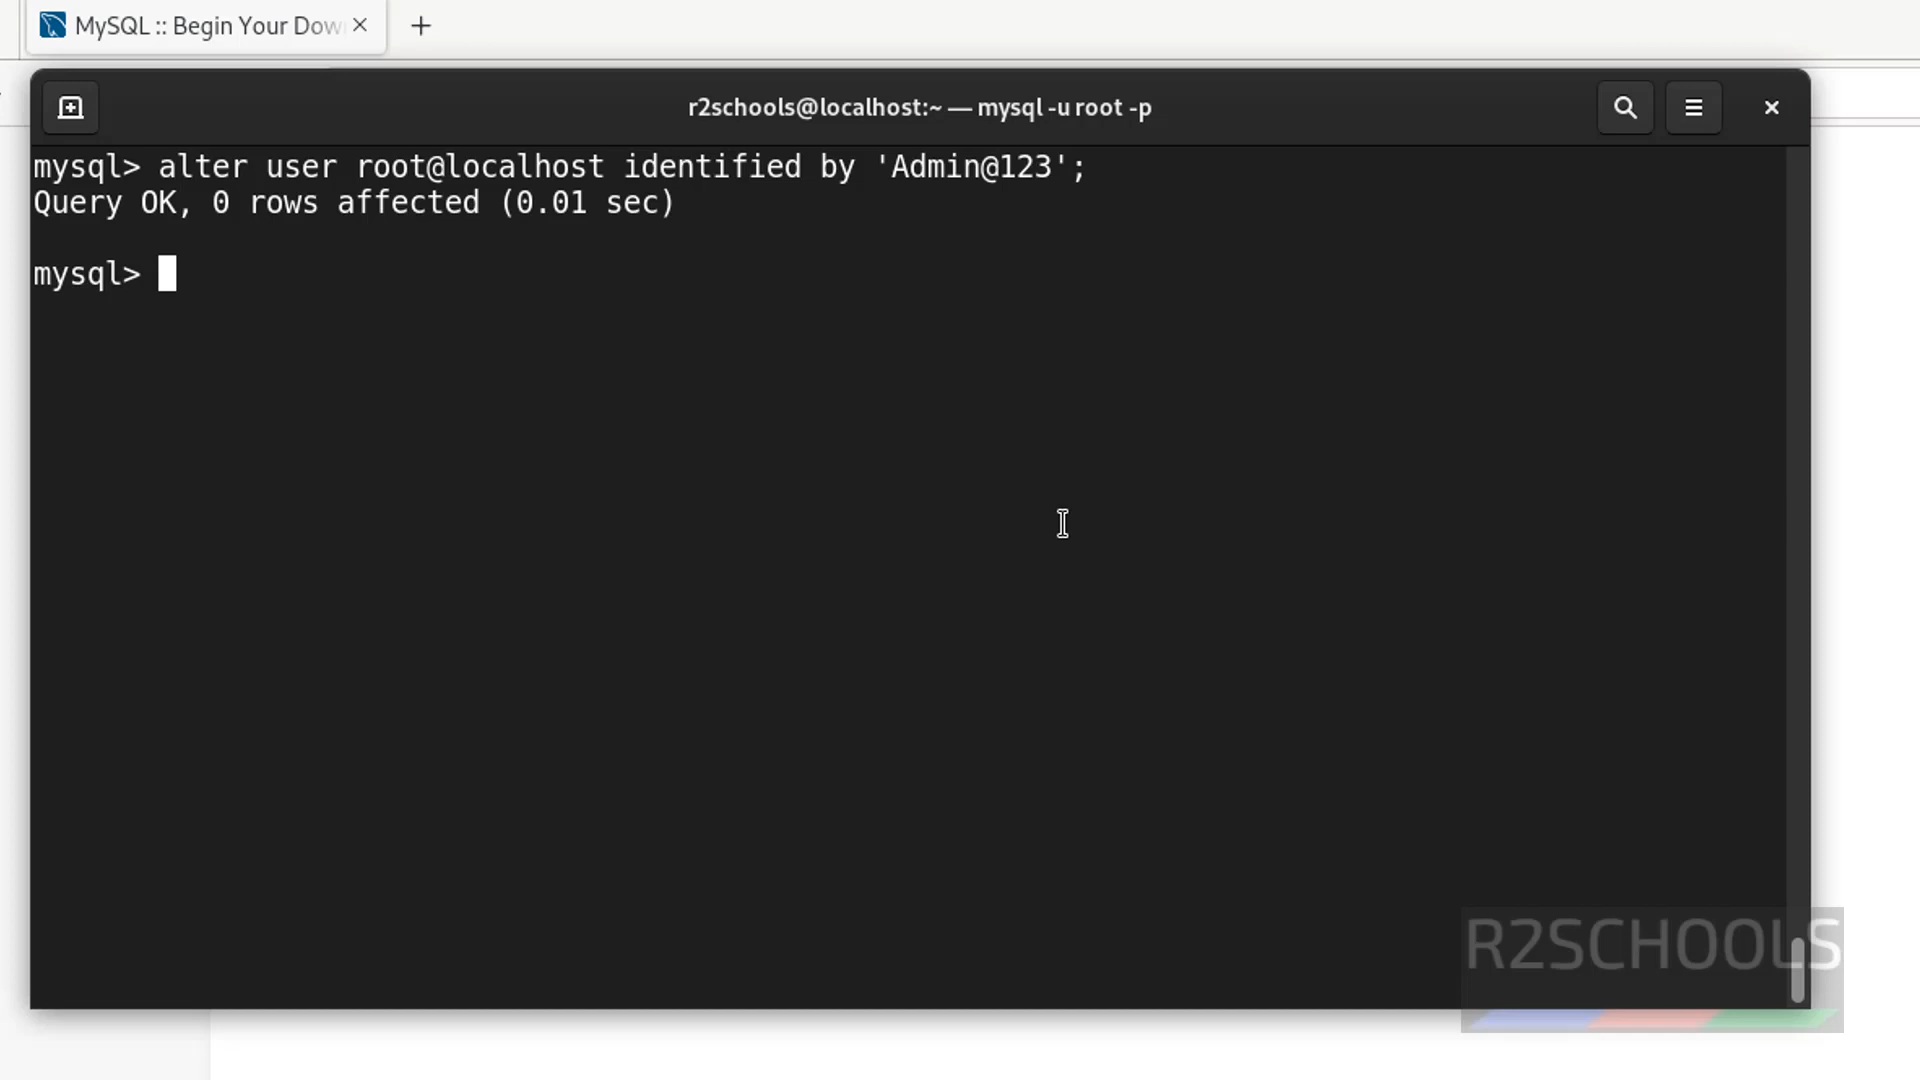 MySQL :: Begin Your Dow
r2schools@localhost:~ — mysql -u root -p
mysql> alter user root@localhost identified by 'Admin@123';
Query OK, 0 rows affected (0.01 sec)
mysql>
R2SCHOOLS